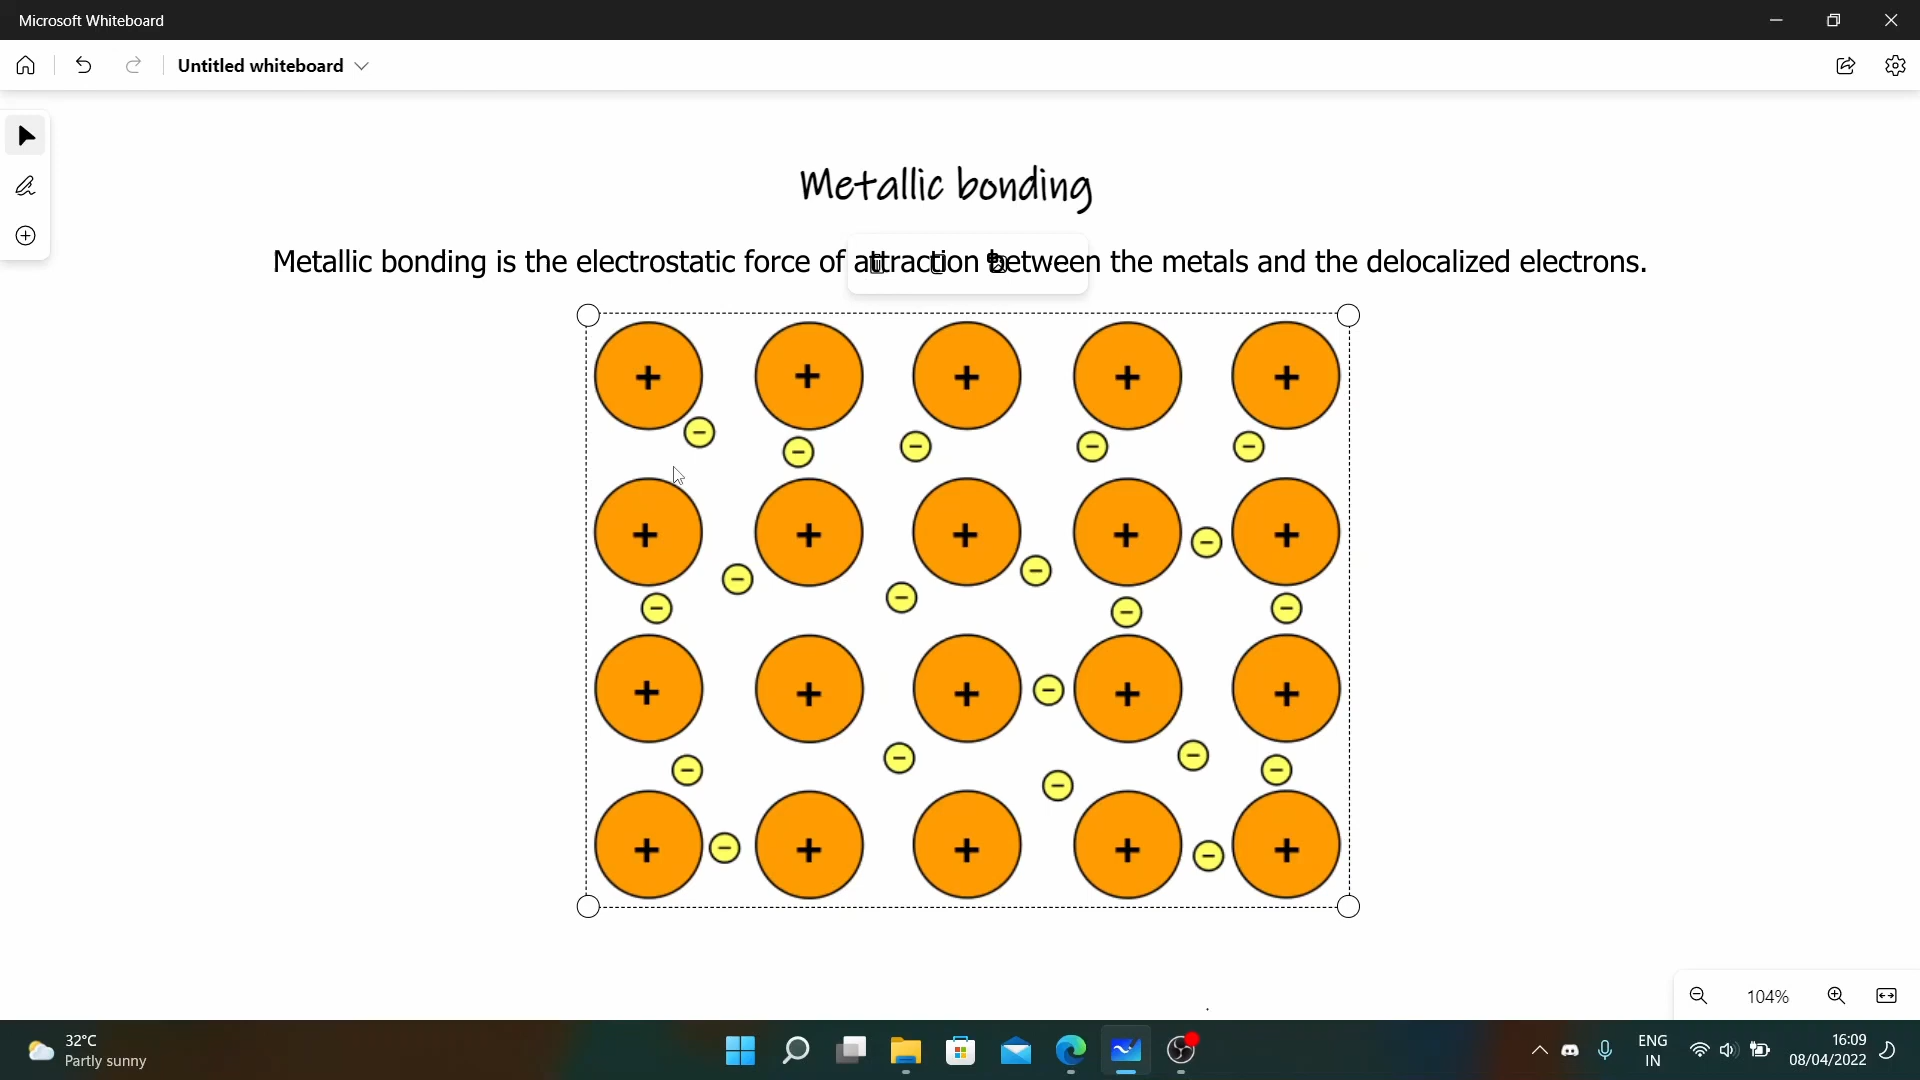 Microsoft Whiteboard
Untitled whiteboard
Metallic bonding
Metallic bonding is the electrostatic force of attraction between the metals and the delocalized electrons.
+ + + + +
− − − − −
+ + + + +
− − − − − − −
+ + + + +
− − − − − −
+ + + + +
− −
104%
32°C
Partly sunny
ENG
IN
16:09
08/04/2022